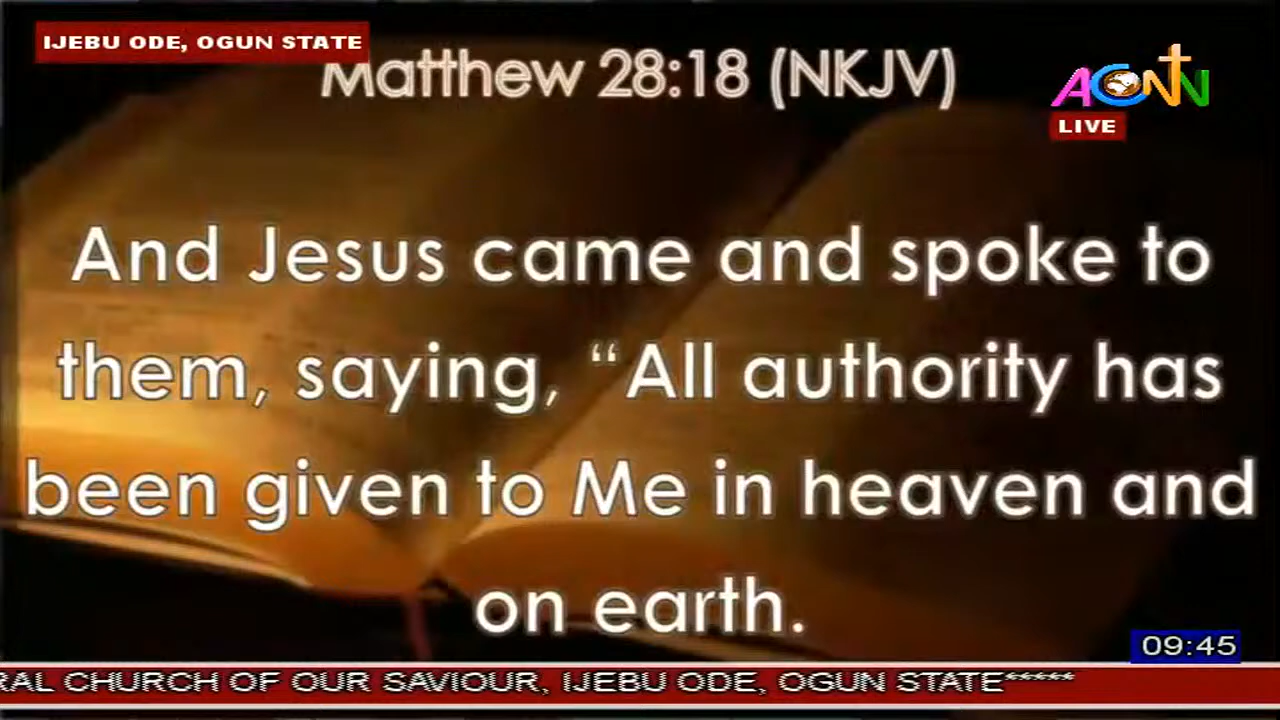 IJEBU ODE, OGUN STATE
Matthew 28:18 (NKJV)
ACNN
LIVE
And Jesus came and spoke to
them, saying, “All authority has
been given to Me in heaven and
on earth.
09:45
RAL CHURCH OF OUR SAVIOUR, IJEBU ODE, OGUN STATE*****